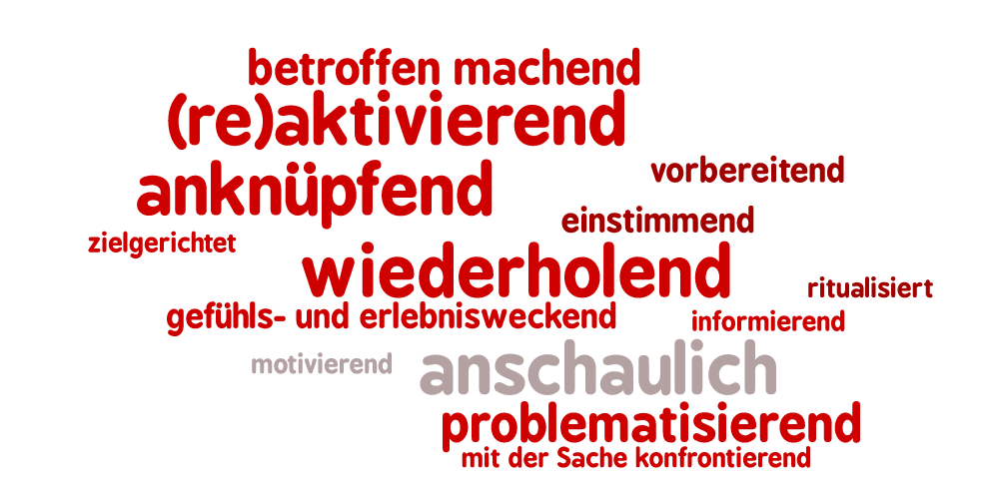 betroffen machend
(re)aktivierend
anknüpfend
vorbereitend
einstimmend
zielgerichtet
wiederholend
ritualisiert
gefühls- und erlebnisweckend
informierend
motivierend
anschaulich
problematisierend
mit der Sache konfrontierend